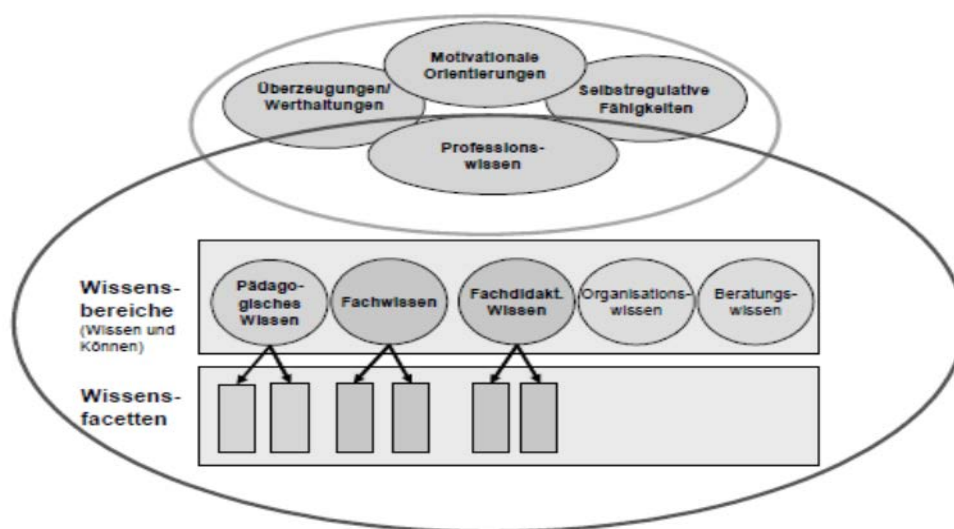 Motivationale
Orientierungen
Überzeugungen/
Werthaltungen
Selbstregulative
Fähigkeiten
Professions-
wissen
Wissens-
bereiche
(Wissen und
Können)
Pädago-
gisches
Wissen
Fachwissen
Fachdidakt.
Wissen
Organisations-
wissen
Beratungs-
wissen
Wissens-
facetten